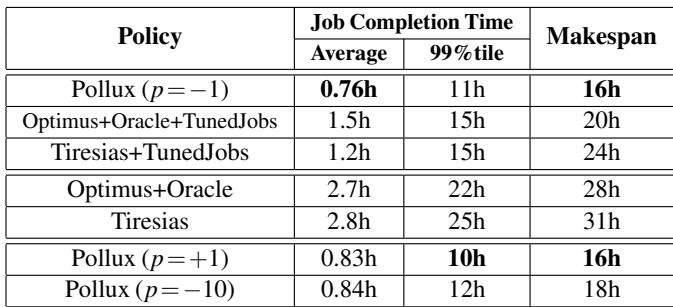 Policy Job Completion Time Makespan
Average 99%tile
Pollux (p=−1) 0.76h 11h 16h
Optimus+Oracle+TunedJobs 1.5h 15h 20h
Tiresias+TunedJobs 1.2h 15h 24h
Optimus+Oracle 2.7h 22h 28h
Tiresias 2.8h 25h 31h
Pollux (p=+1) 0.83h 10h 16h
Pollux (p=−10) 0.84h 12h 18h